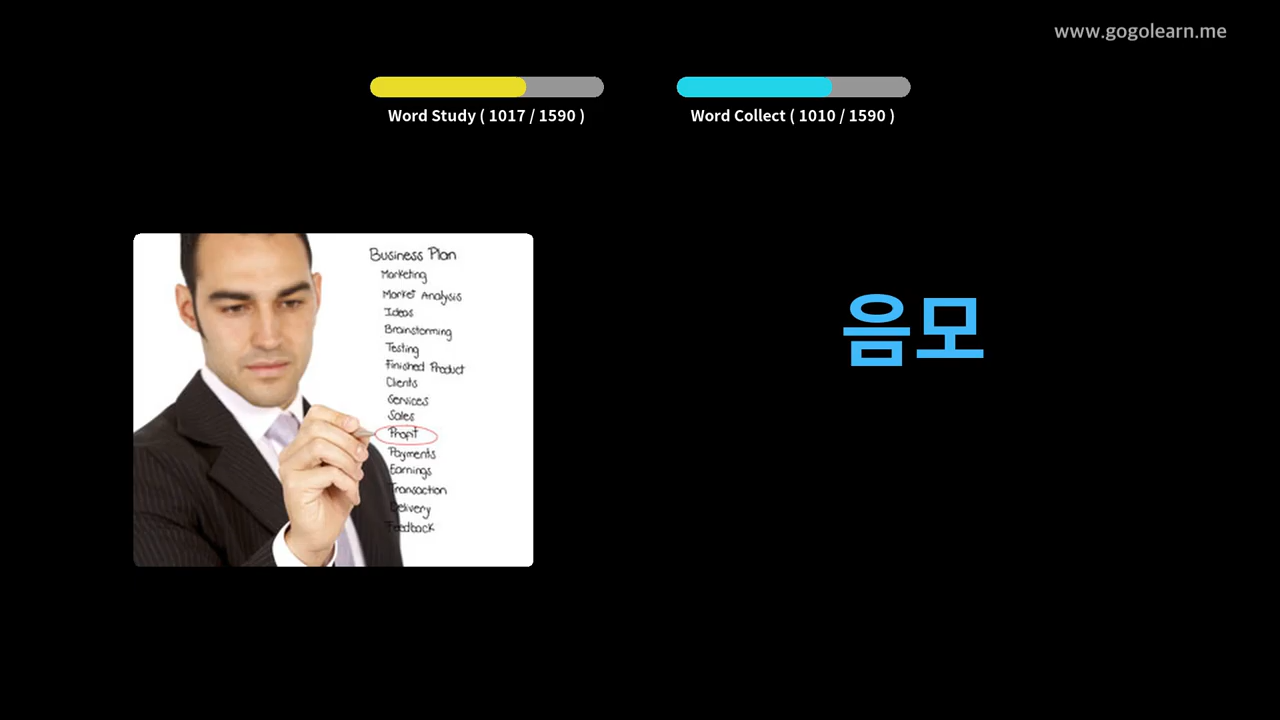 www.gogolearn.me
Word Study ( 1017 / 1590 )
Word Collect ( 1010 / 1590 )
Business Plan
Marketing
Market Analysis
Ideas
Brainstorming
Testing
Finished Product
Clients
Services
Sales
Profit
Payments
Earnings
Transaction
Delivery
Feedback
음모